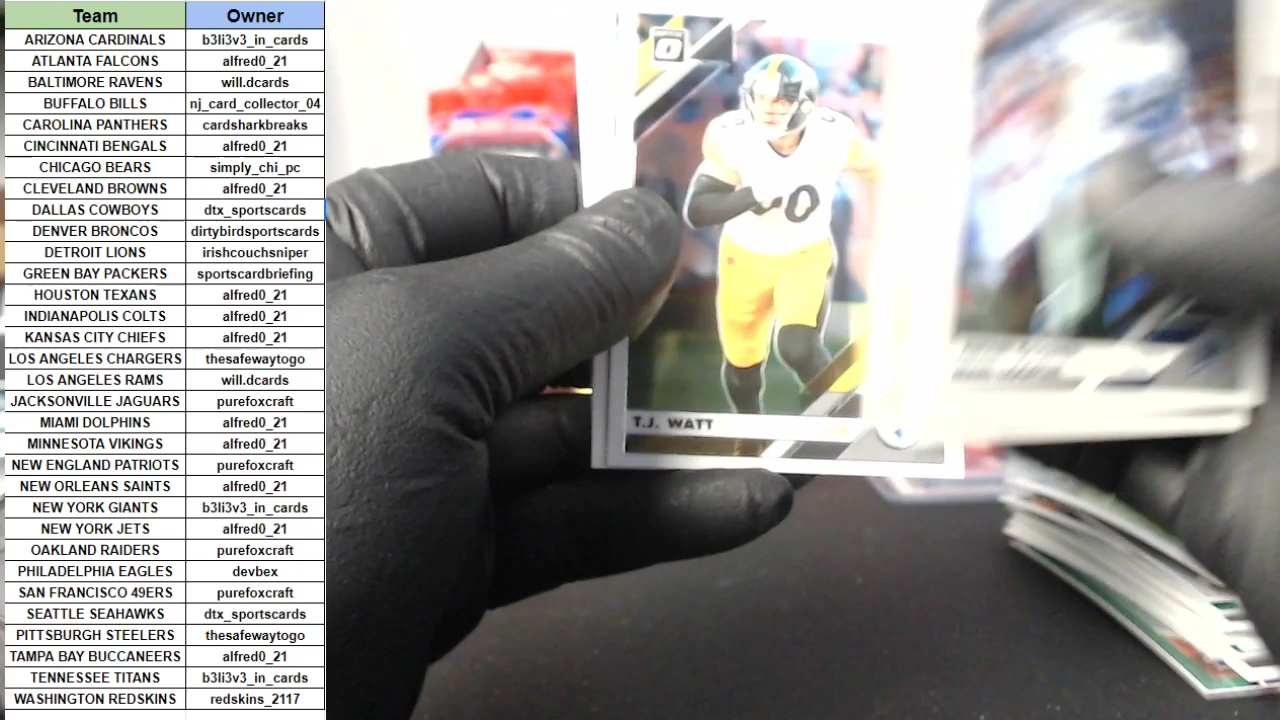 Team Owner
ARIZONA CARDINALS b3li3v3_in_cards
ATLANTA FALCONS alfred0_21
BALTIMORE RAVENS will.dcards
BUFFALO BILLS nj_card_collector_04
CAROLINA PANTHERS cardsharkbreaks
CINCINNATI BENGALS alfred0_21
CHICAGO BEARS simply_chi_pc
CLEVELAND BROWNS alfred0_21
DALLAS COWBOYS dtx_sportscards
DENVER BRONCOS dirtybirdsportscards
DETROIT LIONS irishcouchsniper
GREEN BAY PACKERS sportscardbriefing
HOUSTON TEXANS alfred0_21
INDIANAPOLIS COLTS alfred0_21
KANSAS CITY CHIEFS alfred0_21
LOS ANGELES CHARGERS thesafewaytogo
LOS ANGELES RAMS will.dcards
JACKSONVILLE JAGUARS purefoxcraft
MIAMI DOLPHINS alfred0_21
MINNESOTA VIKINGS alfred0_21
NEW ENGLAND PATRIOTS purefoxcraft
NEW ORLEANS SAINTS alfred0_21
NEW YORK GIANTS b3li3v3_in_cards
NEW YORK JETS alfred0_21
OAKLAND RAIDERS purefoxcraft
PHILADELPHIA EAGLES devbex
SAN FRANCISCO 49ERS purefoxcraft
SEATTLE SEAHAWKS dtx_sportscards
PITTSBURGH STEELERS thesafewaytogo
TAMPA BAY BUCCANEERS alfred0_21
TENNESSEE TITANS b3li3v3_in_cards
WASHINGTON REDSKINS redskins_2117
T.J. WATT